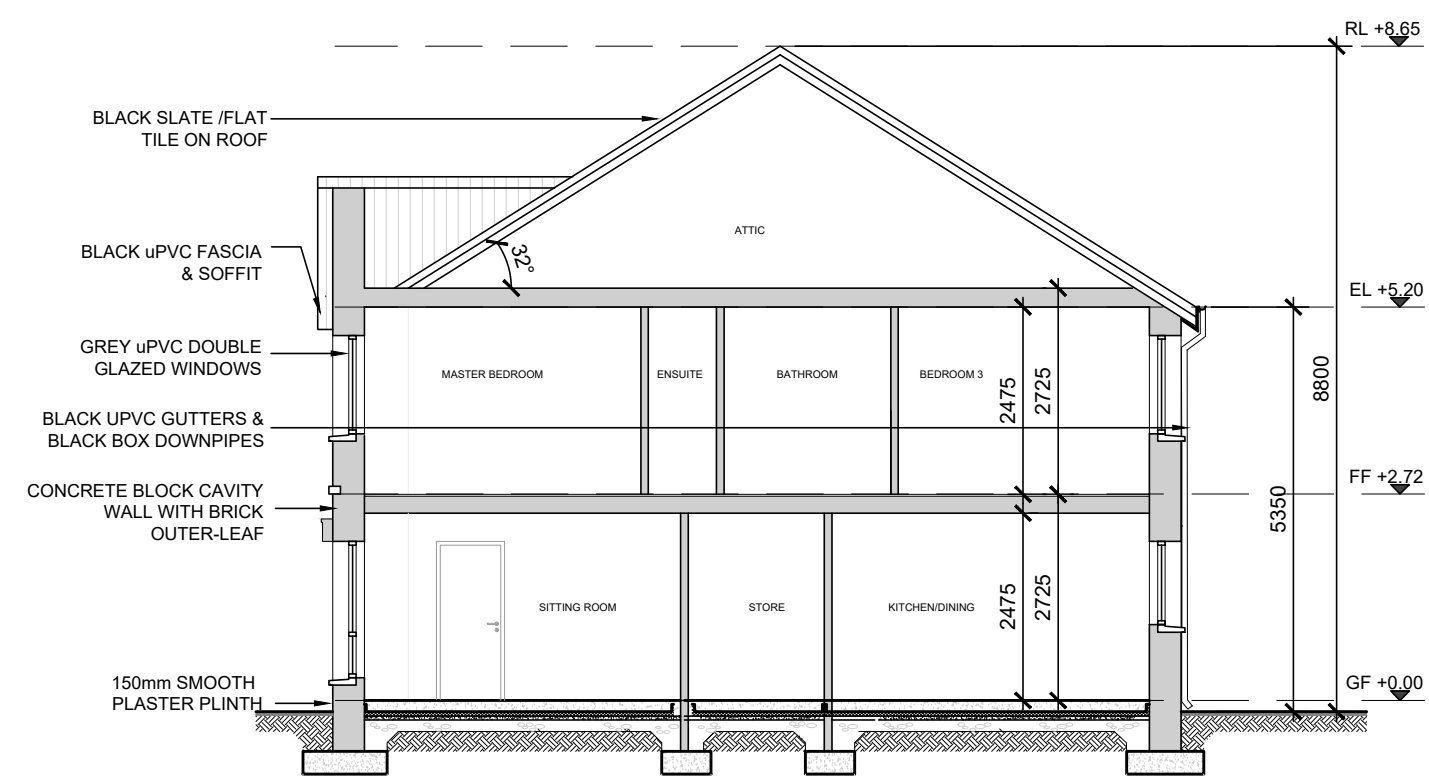 RL +8.65
BLACK SLATE /FLAT
TILE ON ROOF
ATTIC
BLACK uPVC FASCIA
& SOFFIT
32°
EL +5.20
GREY uPVC DOUBLE
GLAZED WINDOWS
MASTER BEDROOM
ENSUITE
BATHROOM
BEDROOM 3
2475
2725
8800
BLACK UPVC GUTTERS &
BLACK BOX DOWNPIPES
CONCRETE BLOCK CAVITY
WALL WITH BRICK
OUTER-LEAF
FF +2.72
5350
SITTING ROOM
STORE
KITCHEN/DINING
2475
2725
150mm SMOOTH
PLASTER PLINTH
GF +0.00